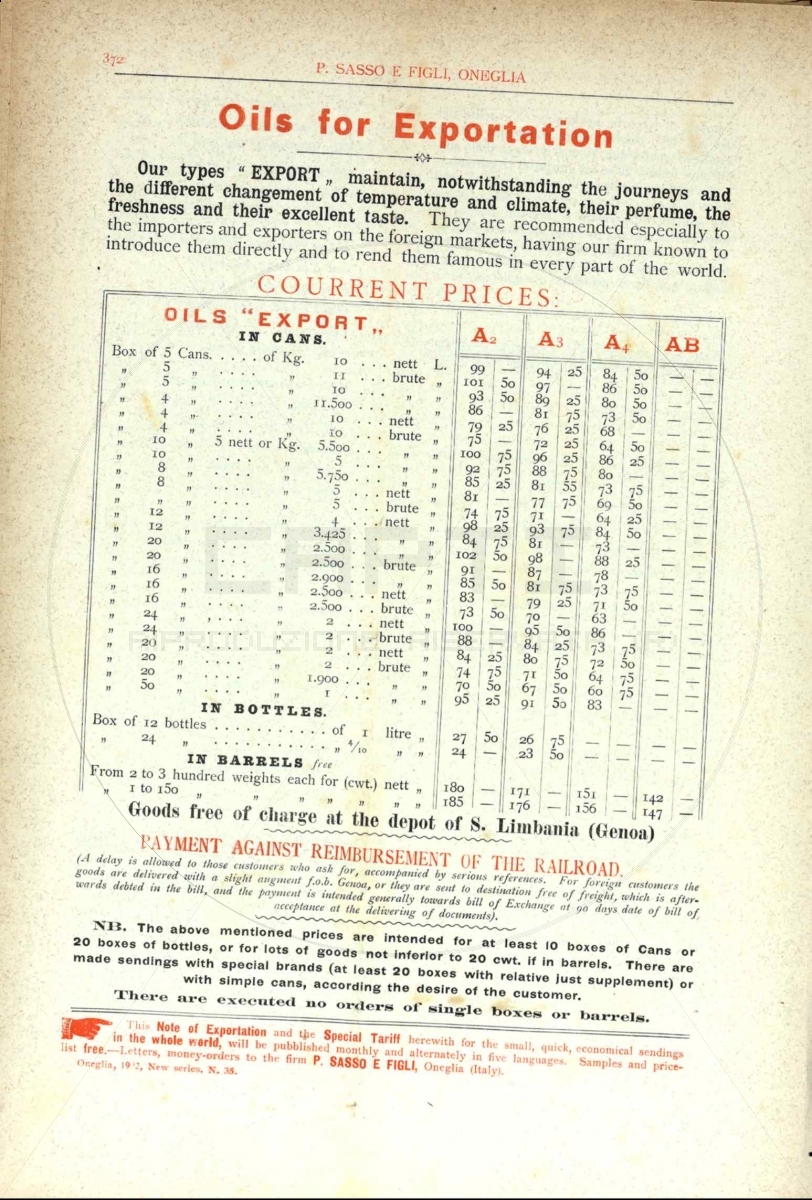 372
P. SASSO E FIGLI, ONEGLIA
Oils for Exportation
Our types “ EXPORT „ maintain, notwithstanding the journeys and
the different changement of temperature and climate, their perfume, the
freshness and their excellent taste. They are recommended especially to
the importers and exporters on the foreign markets, having our firm known to
introduce them directly and to rend them famous in every part of the world.
COURRENT PRICES:
OILS “EXPORT„ A2 A3 A4 AB
IN CANS.
Box of 5 Cans. . . . . of Kg. 10 . . . nett L. 99 — 94 25 84 50 — —
„ 5 „ . . . . „ 11 . . . brute „ 101 50 97 — 86 50 — —
„ 5 „ . . . . „ 10 . . . „ „ 93 50 89 25 80 50 — —
„ 4 „ . . . . „ 11.500 . . . „ „ 86 — 81 75 73 50 — —
„ 4 „ . . . . „ 10 . . . nett „ 79 25 76 25 68 — — —
„ 4 „ . . . . „ 10 . . . brute „ 75 — 72 25 64 50 — —
„ 10 „ 5 nett or Kg. 5.500 . . . „ „ 100 75 96 25 86 25 — —
„ 10 „ . . . . „ 5 . . . „ „ 92 75 88 75 80 — — —
„ 8 „ . . . . „ 5.750 . . . „ „ 85 25 81 55 73 75 — —
„ 8 „ . . . . „ 5 . . . nett „ 81 — 77 75 69 50 — —
„ „ „ . . . . „ 5 . . . brute „ 74 75 71 — 64 25 — —
„ 12 „ . . . . „ 4 . . . nett „ 98 25 93 75 84 50 — —
„ 12 „ . . . . „ 3.425 . . . „ „ 84 75 81 — 73 — — —
„ 20 „ . . . . „ 2.500 . . . „ „ 102 50 98 — 88 25 — —
„ 20 „ . . . . „ 2.500 . . . brute „ 91 — 87 — 78 — — —
„ 16 „ . . . . „ 2.900 . . . „ „ 85 50 81 75 73 75 — —
„ 16 „ . . . . „ 2.500 . . . nett „ 83 — 79 25 71 50 — —
„ 16 „ . . . . „ 2.500 . . . brute „ 73 50 70 — 63 — — —
„ 24 „ . . . . „ 2 . . . nett „ 100 — 95 50 86 — — —
„ 24 „ . . . . „ 2 . . . brute „ 88 — 84 25 73 75 — —
„ 20 „ . . . . „ 2 . . . nett „ 84 25 80 75 72 50 — —
„ 20 „ . . . . „ 2 . . . brute „ 74 75 71 50 64 75 — —
„ 20 „ . . . . „ 1.900 . . . „ „ 70 50 67 50 60 75 — —
„ 50 „ . . . . „ 1 . . . „ „ 95 25 91 50 83 — — —
IN BOTTLES.
Box of 12 bottles . . . . . . . . . . . of 1 litre „ 27 50 26 75 — — — —
„ 24 „ . . . . . . . . . . . „ 4/10 „ „ 24 — 23 50 — — — —
IN BARRELS free
From 2 to 3 hundred weights each for (cwt.) nett „ 180 — 171 — 151 — 142 —
„ 1 to 150 „ „ „ „ „ „ „ 185 — 176 — 156 — 147 —
Goods free of charge at the depot of S. Limbania (Genoa)
PAYMENT AGAINST REIMBURSEMENT OF THE RAILROAD.
(A delay is allowed to those customers who ask for, accompanied by serious references. For foreign customers the
goods are delivered with a slight augment f.o.b. Genoa, or they are sent to destination free of freight, which is after-
wards debted in the bill, and the payment is intended generally towards bill of Exchange at 90 days date of bill of
acceptance at the delivering of documents).
NB. The above mentioned prices are intended for at least 10 boxes of Cans or
20 boxes of bottles, or for lots of goods not inferior to 20 cwt. if in barrels. There are
made sendings with special brands (at least 20 boxes with relative just supplement) or
with simple cans, according the desire of the customer.
There are executed no orders of single boxes or barrels.
This Note of Exportation and the Special Tariff herewith for the small, quick, economical sendings
in the whole world, will be pubblished monthly and alternately in five languages. Samples and price-
list free.—Letters, money-orders to the firm P. SASSO E FIGLI, Oneglia (Italy).
Oneglia, 1902, New series. N. 35.